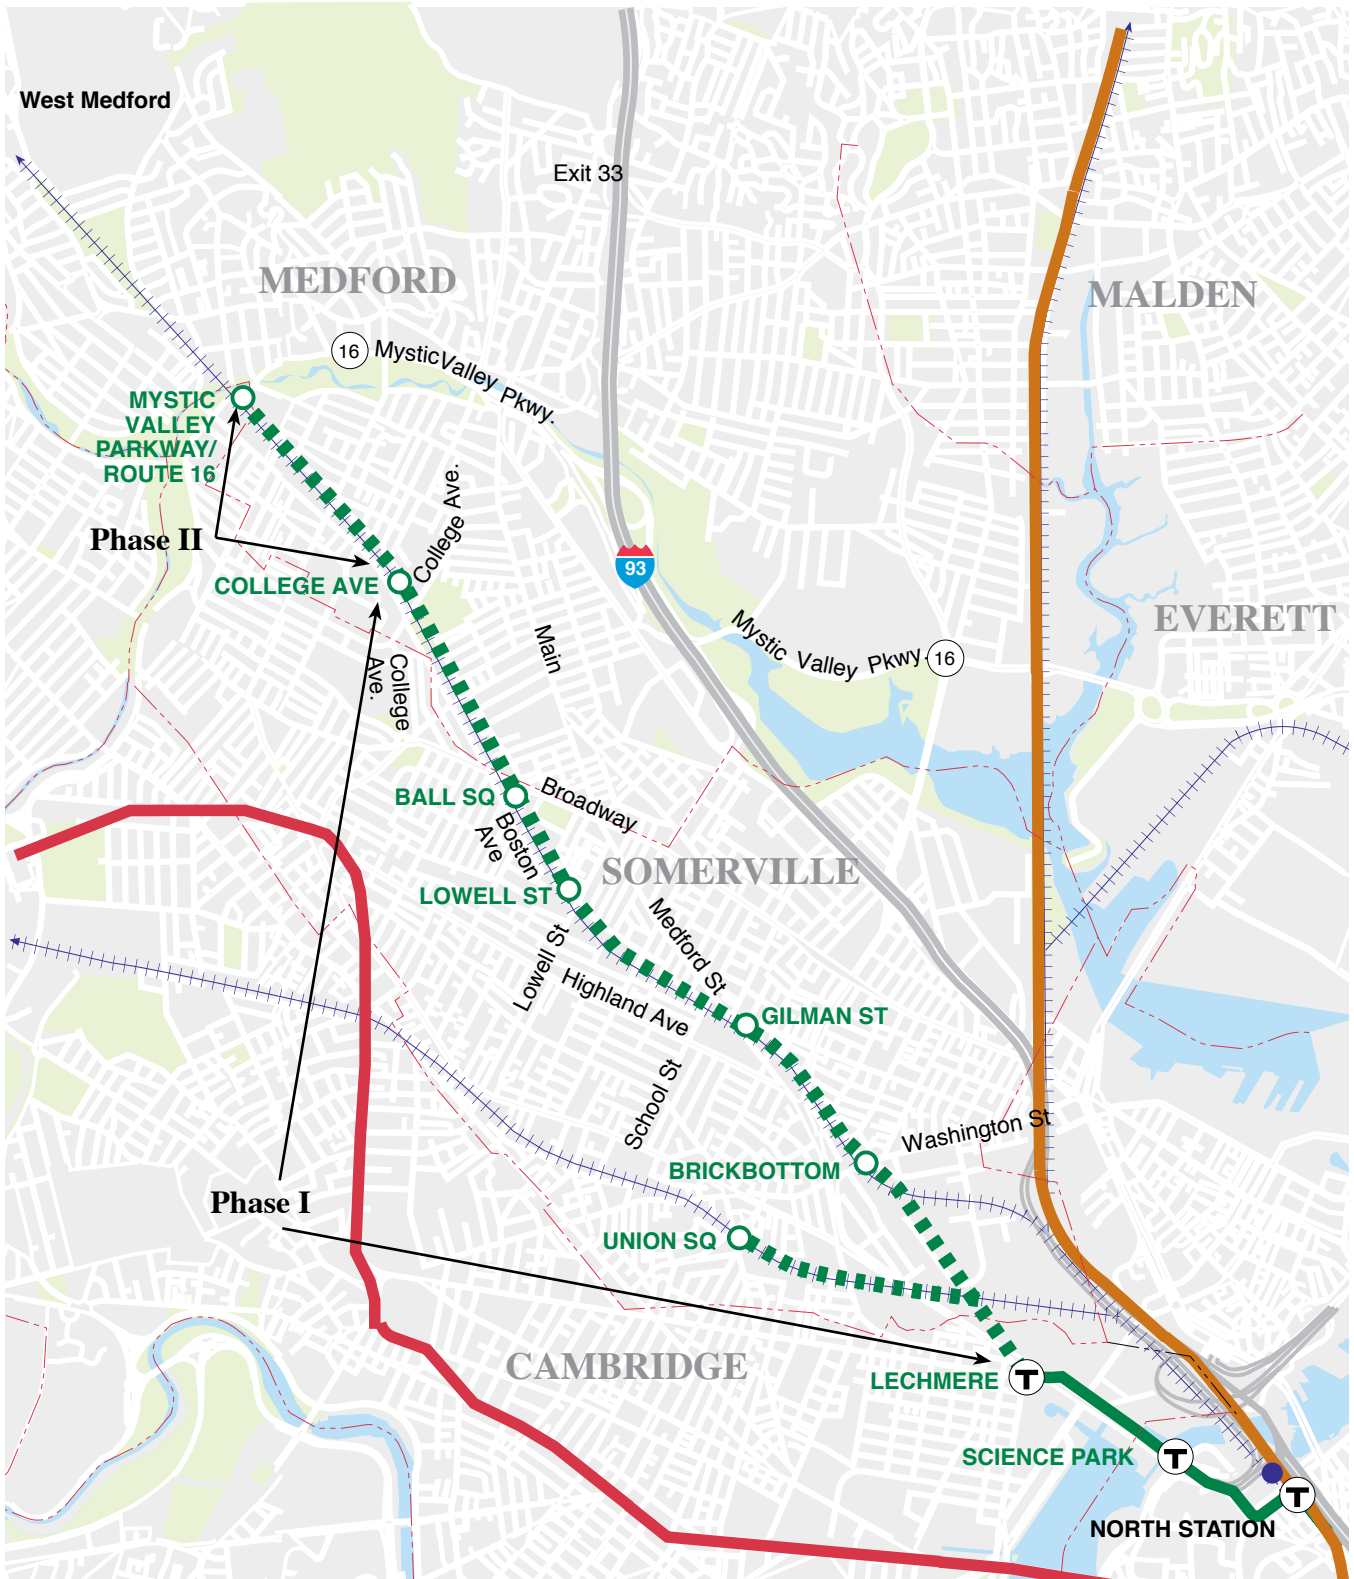 West Medford
Exit 33
MEDFORD
MALDEN
16
MysticValley Pkwy.
MYSTIC
VALLEY
PARKWAY/
ROUTE 16
College Ave.
Phase II
93
COLLEGE AVE
EVERETT
Main
Mystic Valley Pkwy.
16
College
Ave.
BALL SQ
Broadway
Boston
Ave
SOMERVILLE
LOWELL ST
Medford St
Lowell St
Highland Ave
GILMAN ST
School St
Washington St
BRICKBOTTOM
Phase I
UNION SQ
CAMBRIDGE
LECHMERE
T
SCIENCE PARK
T
T
NORTH STATION